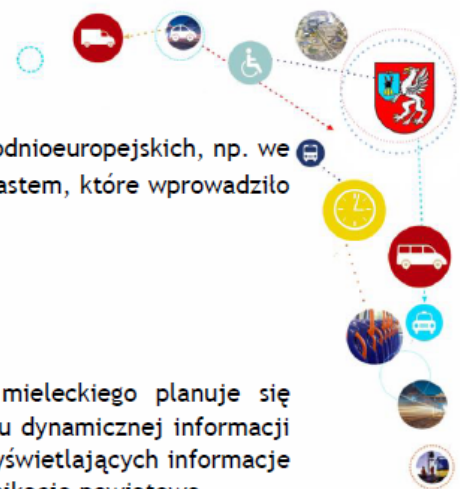 odnioeuropejskich, np. we
astem, które wprowadziło
mieleckiego planuje się
u dynamicznej informacji
yświetlających informacje